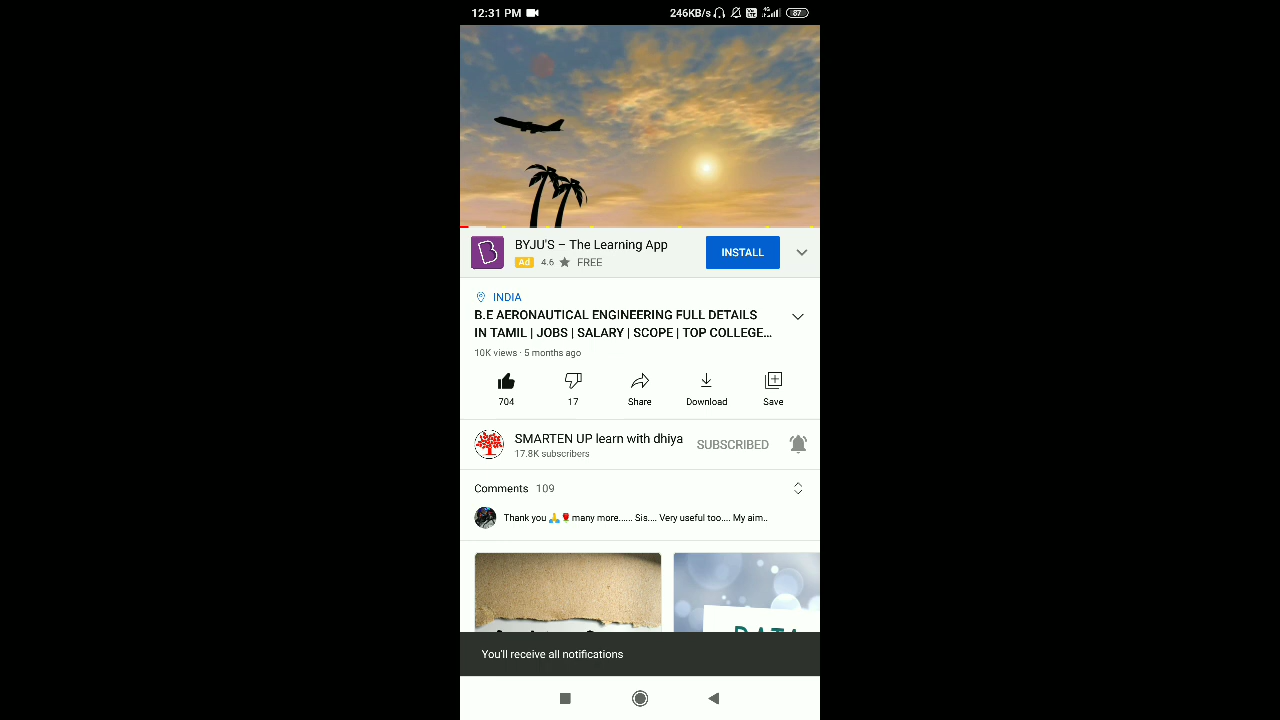 12:31 PM 246KB/s 4G 87
BYJU'S – The Learning App
Ad 4.6 ★ FREE
INSTALL
INDIA
B.E AERONAUTICAL ENGINEERING FULL DETAILS
IN TAMIL | JOBS | SALARY | SCOPE | TOP COLLEGE...
10K views · 5 months ago
704 17 Share Download Save
SMARTEN UP learn with dhiya
17.8K subscribers
SUBSCRIBED
Comments 109
Thank you 🙏🌹many more...... Sis.... Very useful too.... My aim..
DATA
You'll receive all notifications